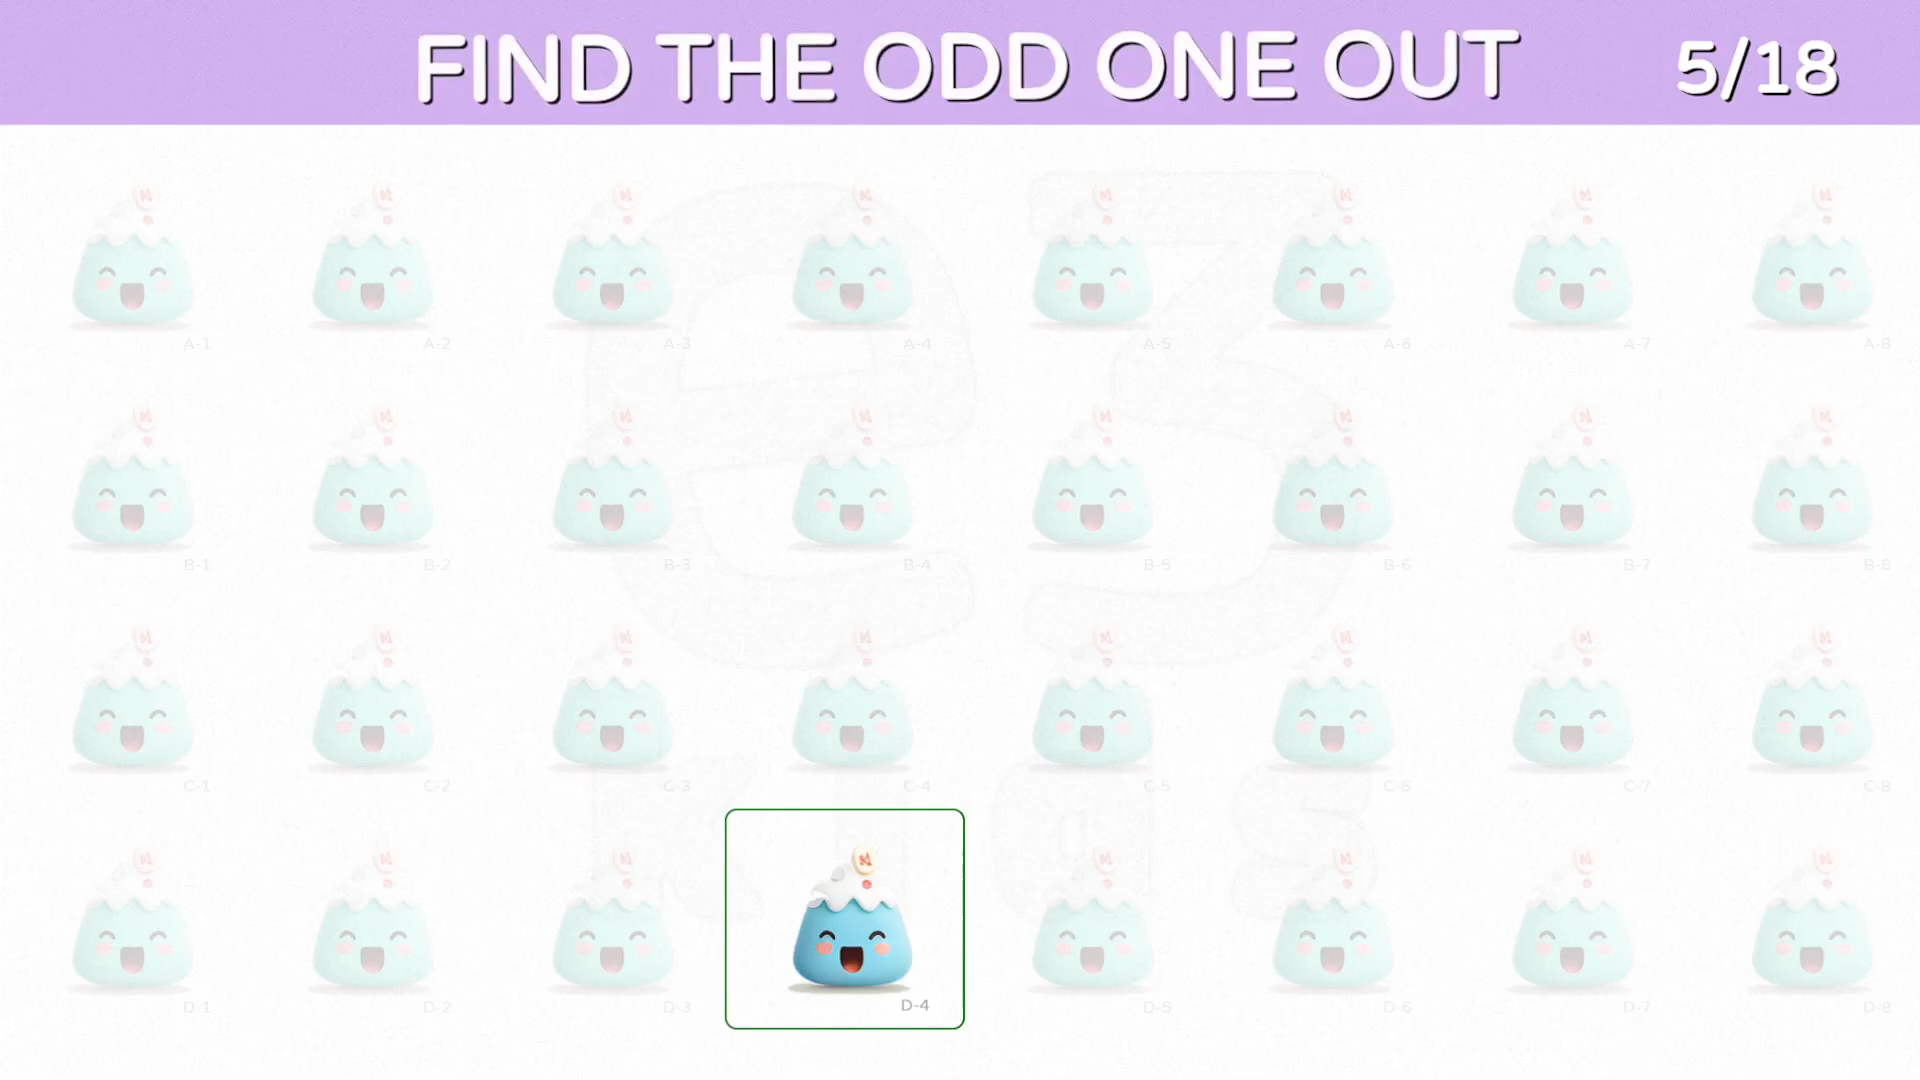 FIND THE ODD ONE OUT 5/18
A-1 A-2 A-3 A-4 A-5 A-6 A-7 A-8
B-1 B-2 B-3 B-4 B-5 B-6 B-7 B-8
C-1 C-2 C-3 C-4 C-5 C-6 C-7 C-8
D-1 D-2 D-3 D-4 D-5 D-6 D-7 D-8